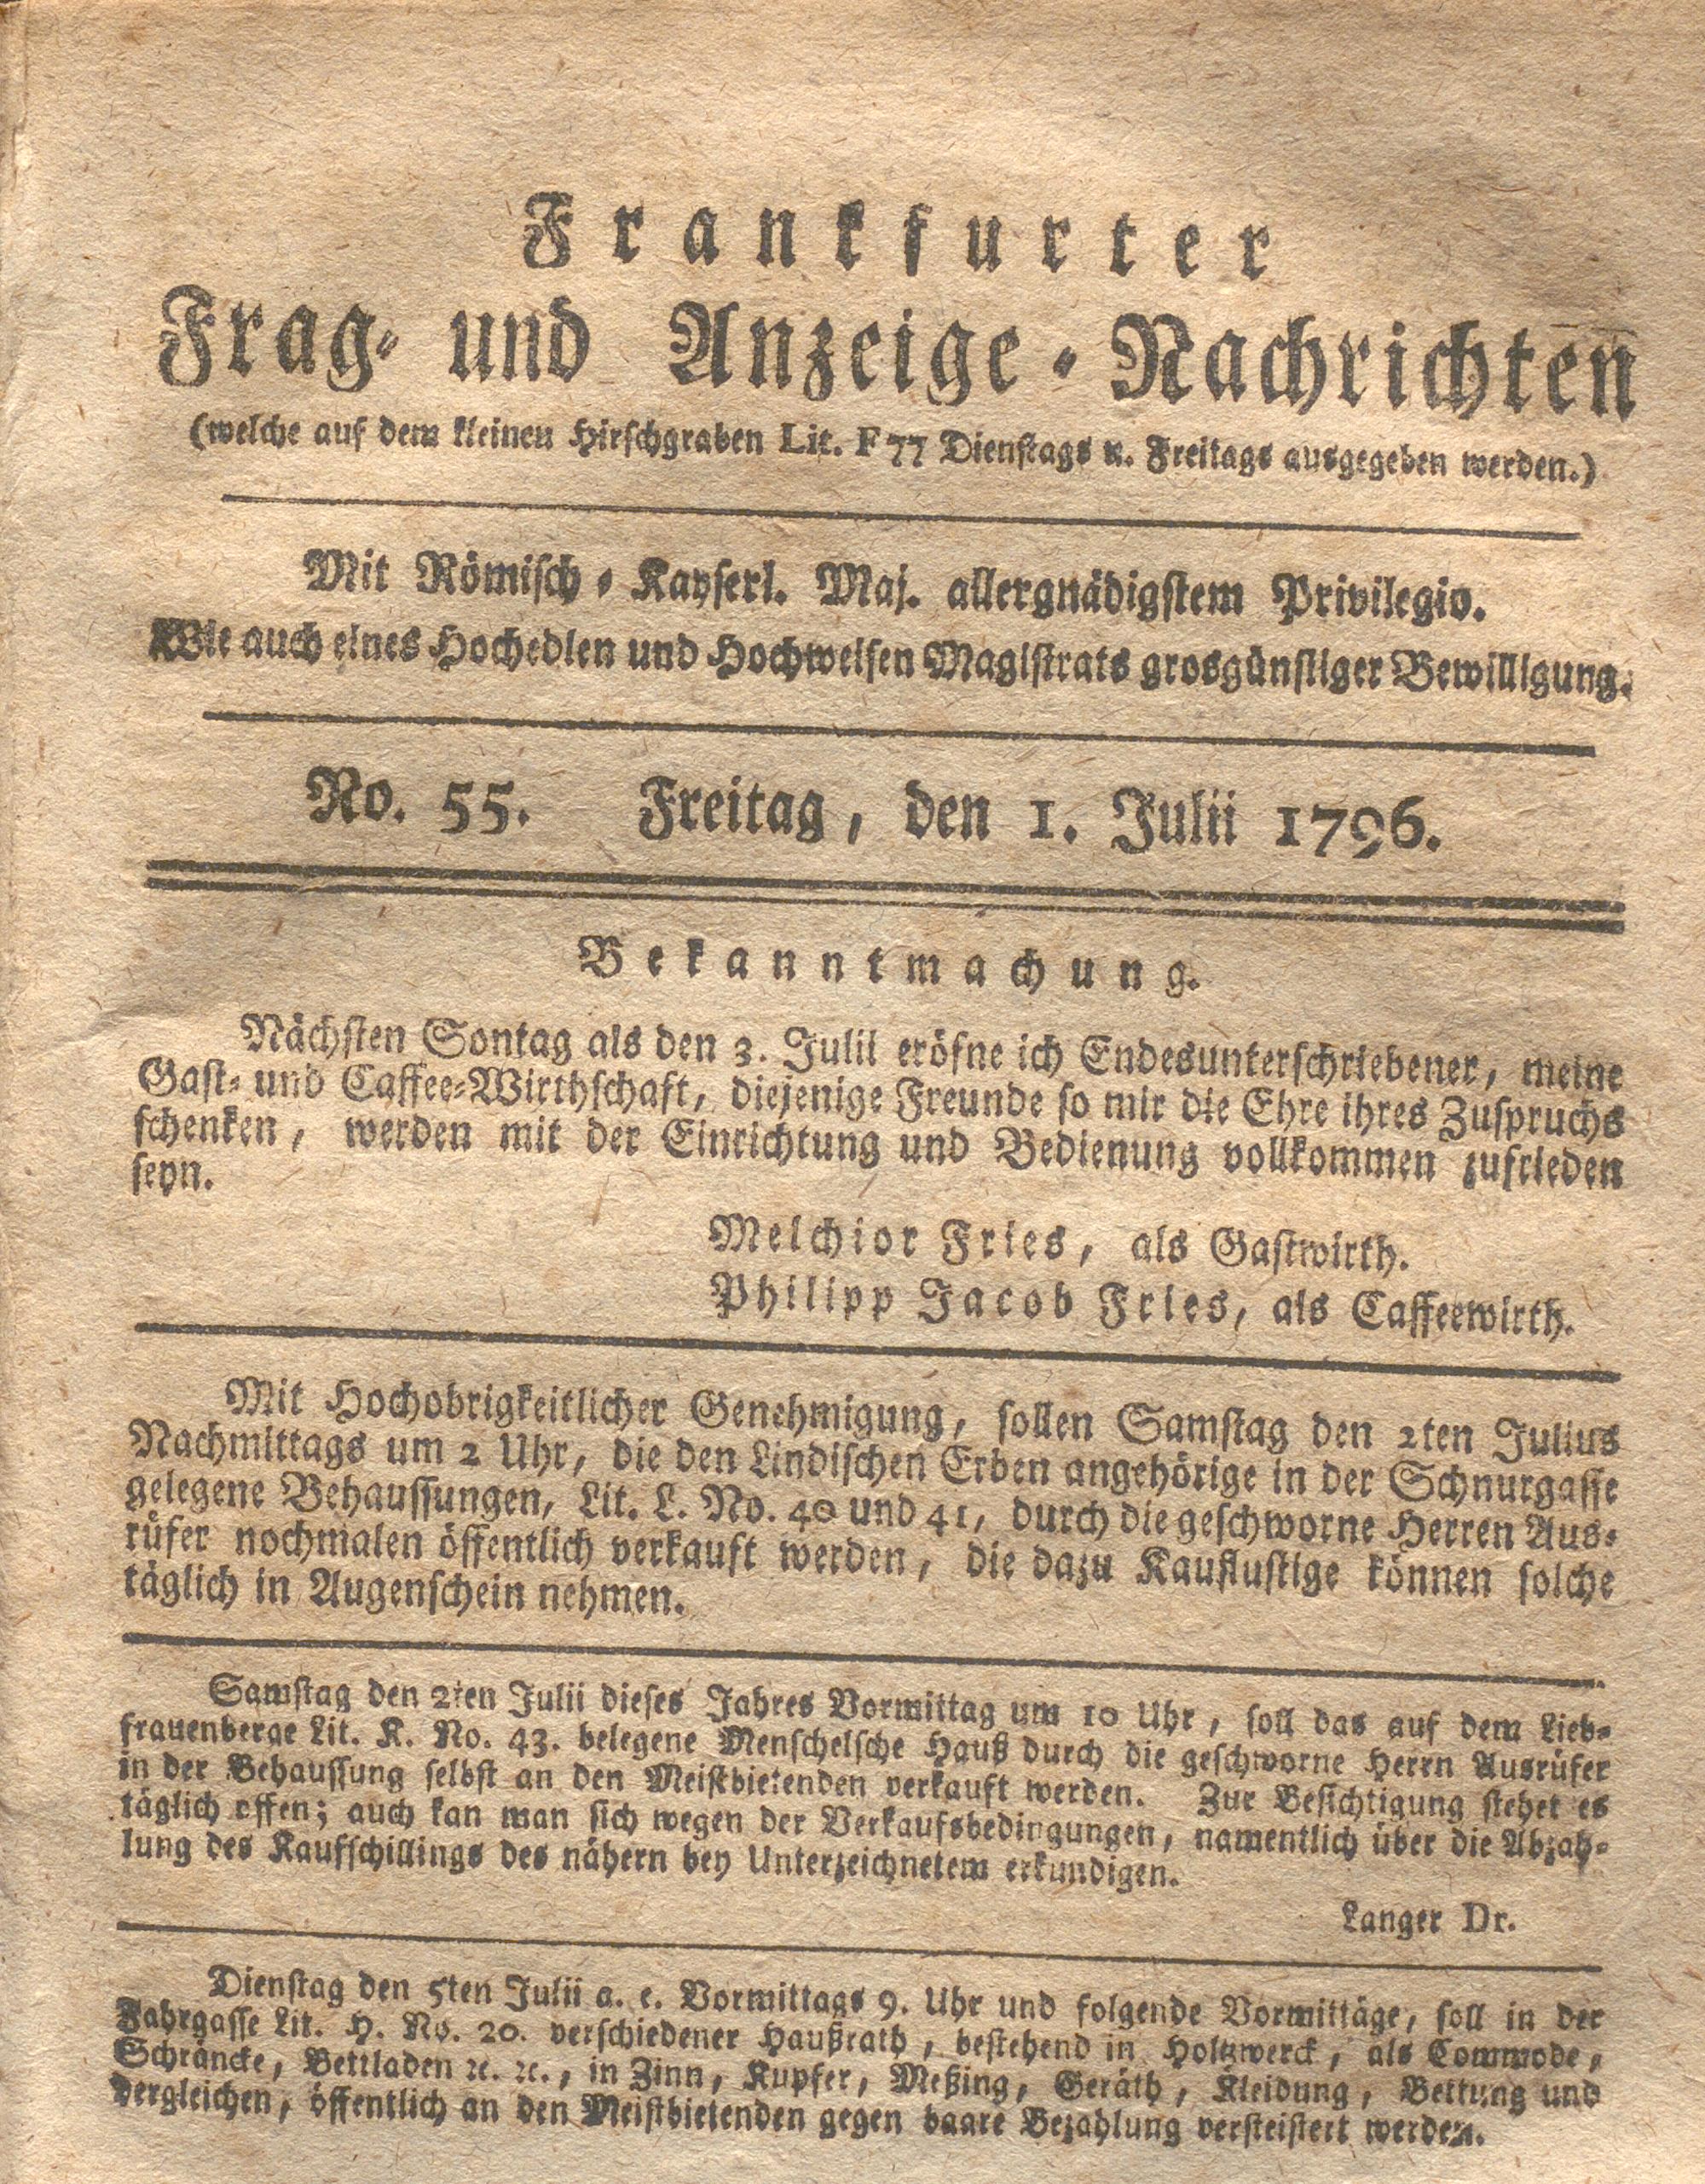 Frankfurter
Frag- und Anzeige-Nachrichten
(welche auf dem kleinen Hirschgraben Lit. F 77 Dienstags u. Freitags ausgegeben werden.)
Mit Römisch-Kayserl. Maj. allergnädigstem Privilegio.
Wie auch eines Hochedlen und Hochweisen Magistrats grosgünstiger Bewilligung.
No. 55. Freitag, den 1. Julii 1796.
Bekanntmachung.
Nächsten Sontag als den 3. Julii eröfne ich Endesunterschriebener, meine
Gast- und Caffee-Wirthschaft, diejenige Freunde so mir die Ehre ihres Zuspruchs
schenken, werden mit der Einrichtung und Bedienung vollkommen zufrieden
seyn.
Melchior Fries, als Gastwirth.
Philipp Jacob Fries, als Caffeewirth.
Mit Hochobrigkeitlicher Genehmigung, sollen Samstag den 2ten Julius
Nachmittags um 2 Uhr, die den Lindischen Erben angehörige in der Schnurgasse
gelegene Behaussungen, Lit. L. No. 40 und 41, durch die geschworne Herren Aus-
rüfer nochmalen öffentlich verkauft werden, die dazu Kauflustige können solche
täglich in Augenschein nehmen.
Samstag den 2ten Julii dieses Jahres Vormittag um 10 Uhr, soll das auf dem Lieb-
frauenberge Lit. K. No. 43. belegene Menschelsche Hauß durch die geschworne Herrn Ausrüfer
in der Behaussung selbst an den Meistbietenden verkauft werden. Zur Besichtigung stehet es
täglich offen; auch kan man sich wegen der Verkaufsbedingungen, namentlich über die Abzah-
lung des Kaufschillings des nähern bey Unterzeichnetem erkundigen.
Langer Dr.
Dienstag den 5ten Julii a. c. Vormittags 9. Uhr und folgende Vormittäge, soll in der
Fahrgasse Lit. H. No. 20. verschiedener Haußrath, bestehend in Holtzwerck, als Commode,
Schräncke, Bettladen ꝛc. ꝛc., in Zinn, Kupfer, Meßing, Geräth, Kleidung, Bettung und
dergleichen, öffentlich an den Meistbietenden gegen baare Bezahlung versteistert werden.